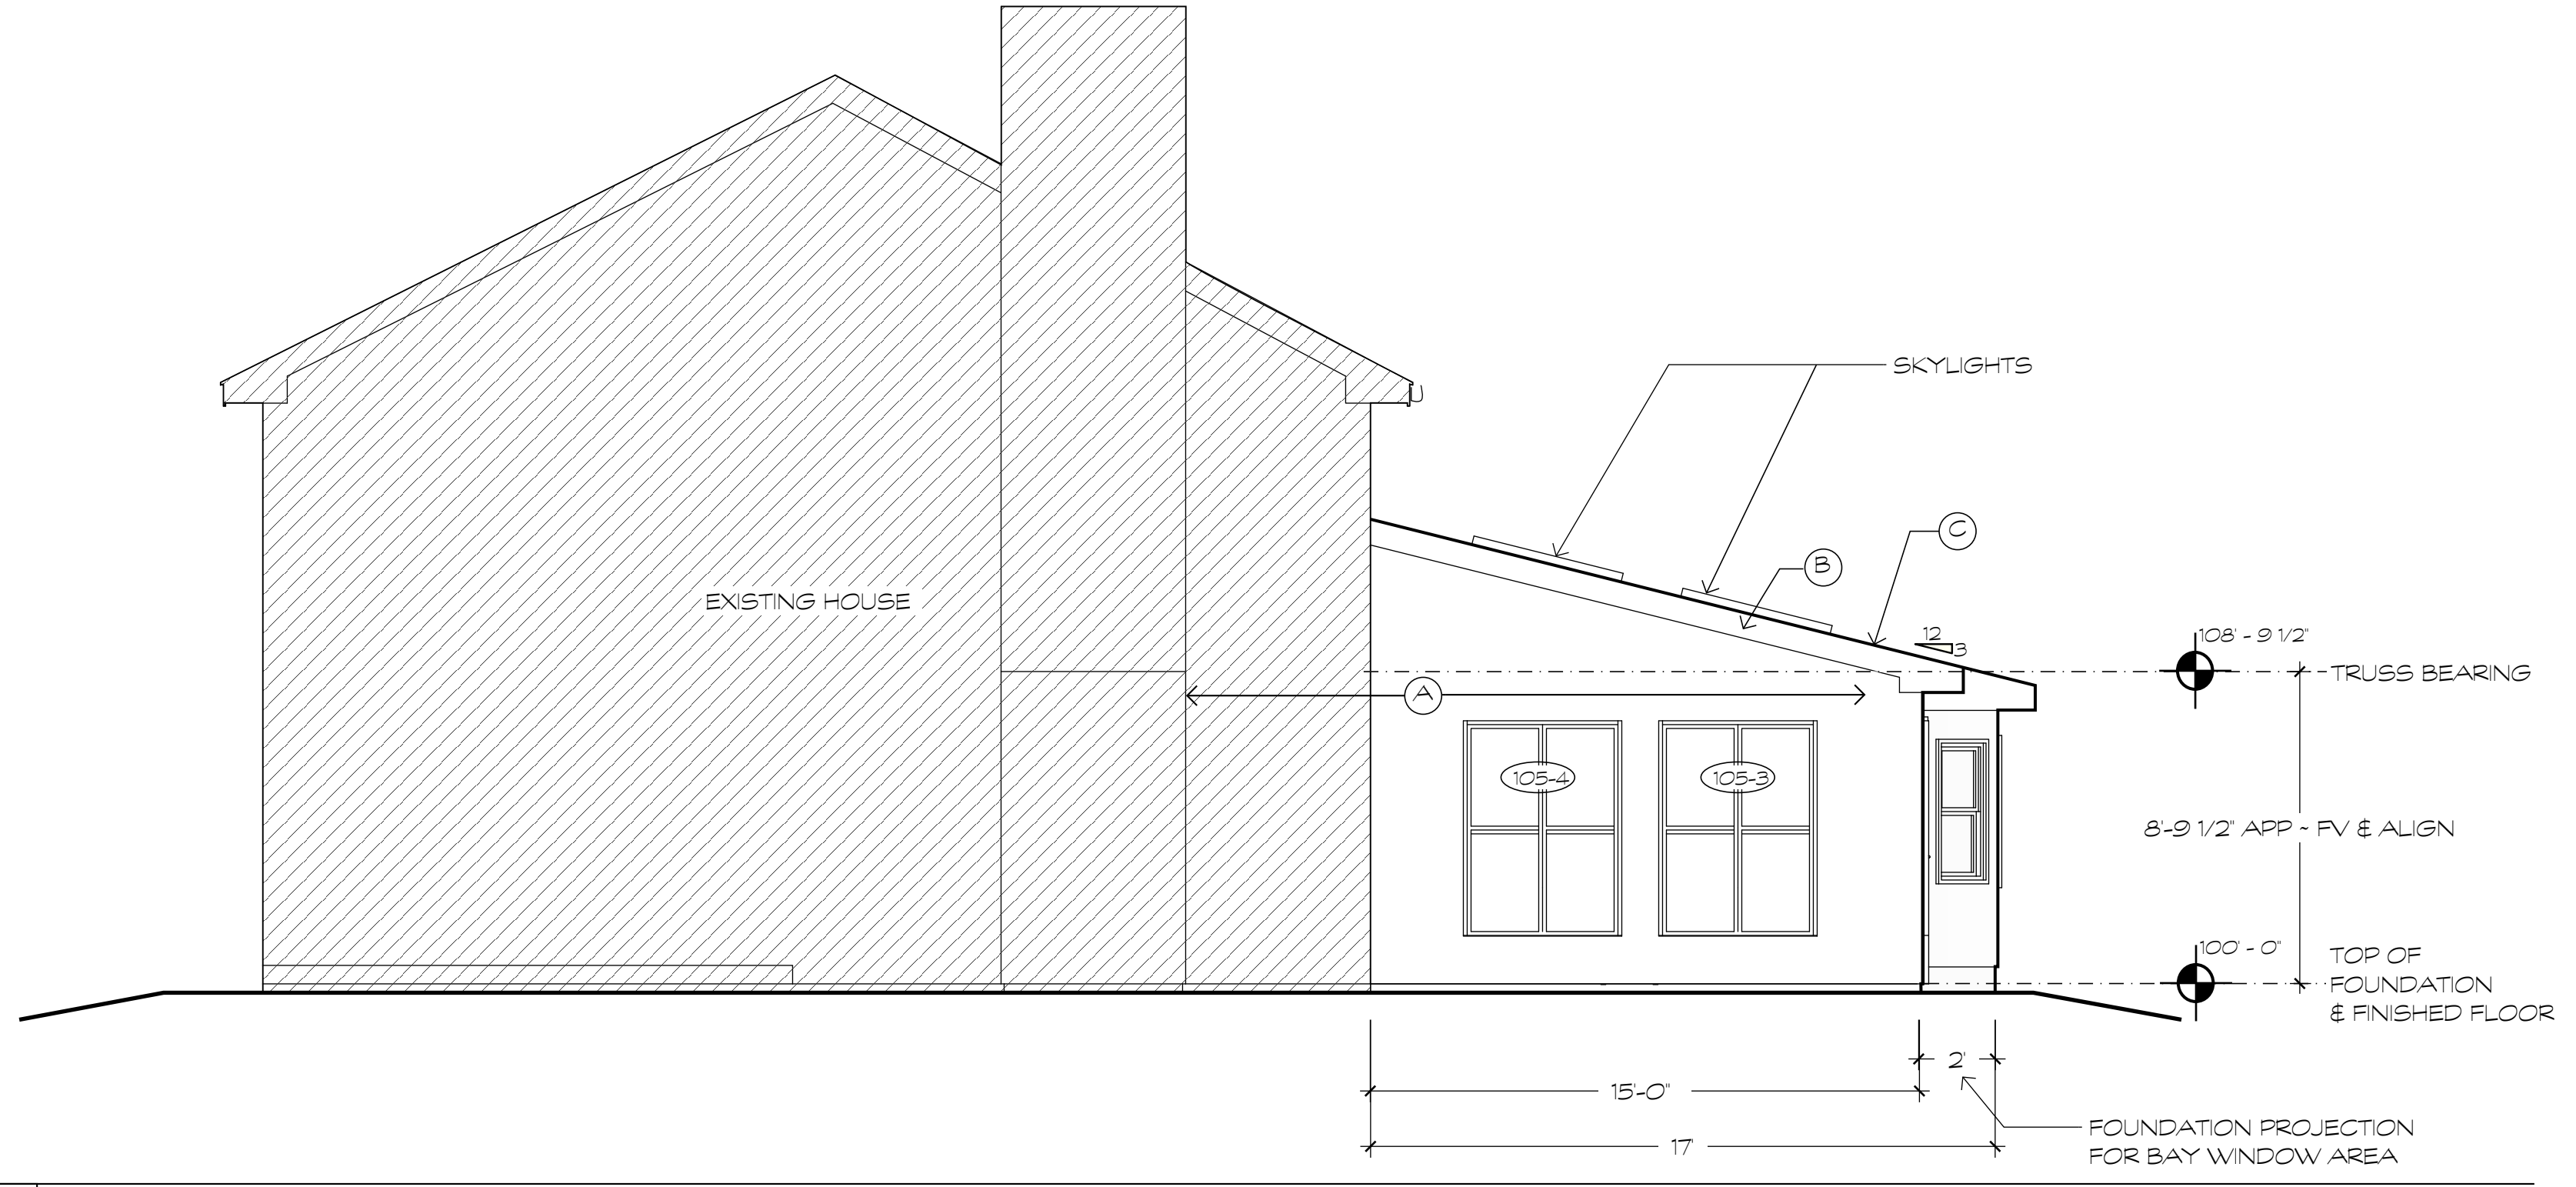 SKYLIGHTS
C
B
EXISTING HOUSE
12
3
108' - 9 1/2"
TRUSS BEARING
A
105-4
105-3
8'-9 1/2" APP ~ FV & ALIGN
100' - 0"
TOP OF
FOUNDATION
& FINISHED FLOOR
2'
15'-0"
17'
FOUNDATION PROJECTION
FOR BAY WINDOW AREA